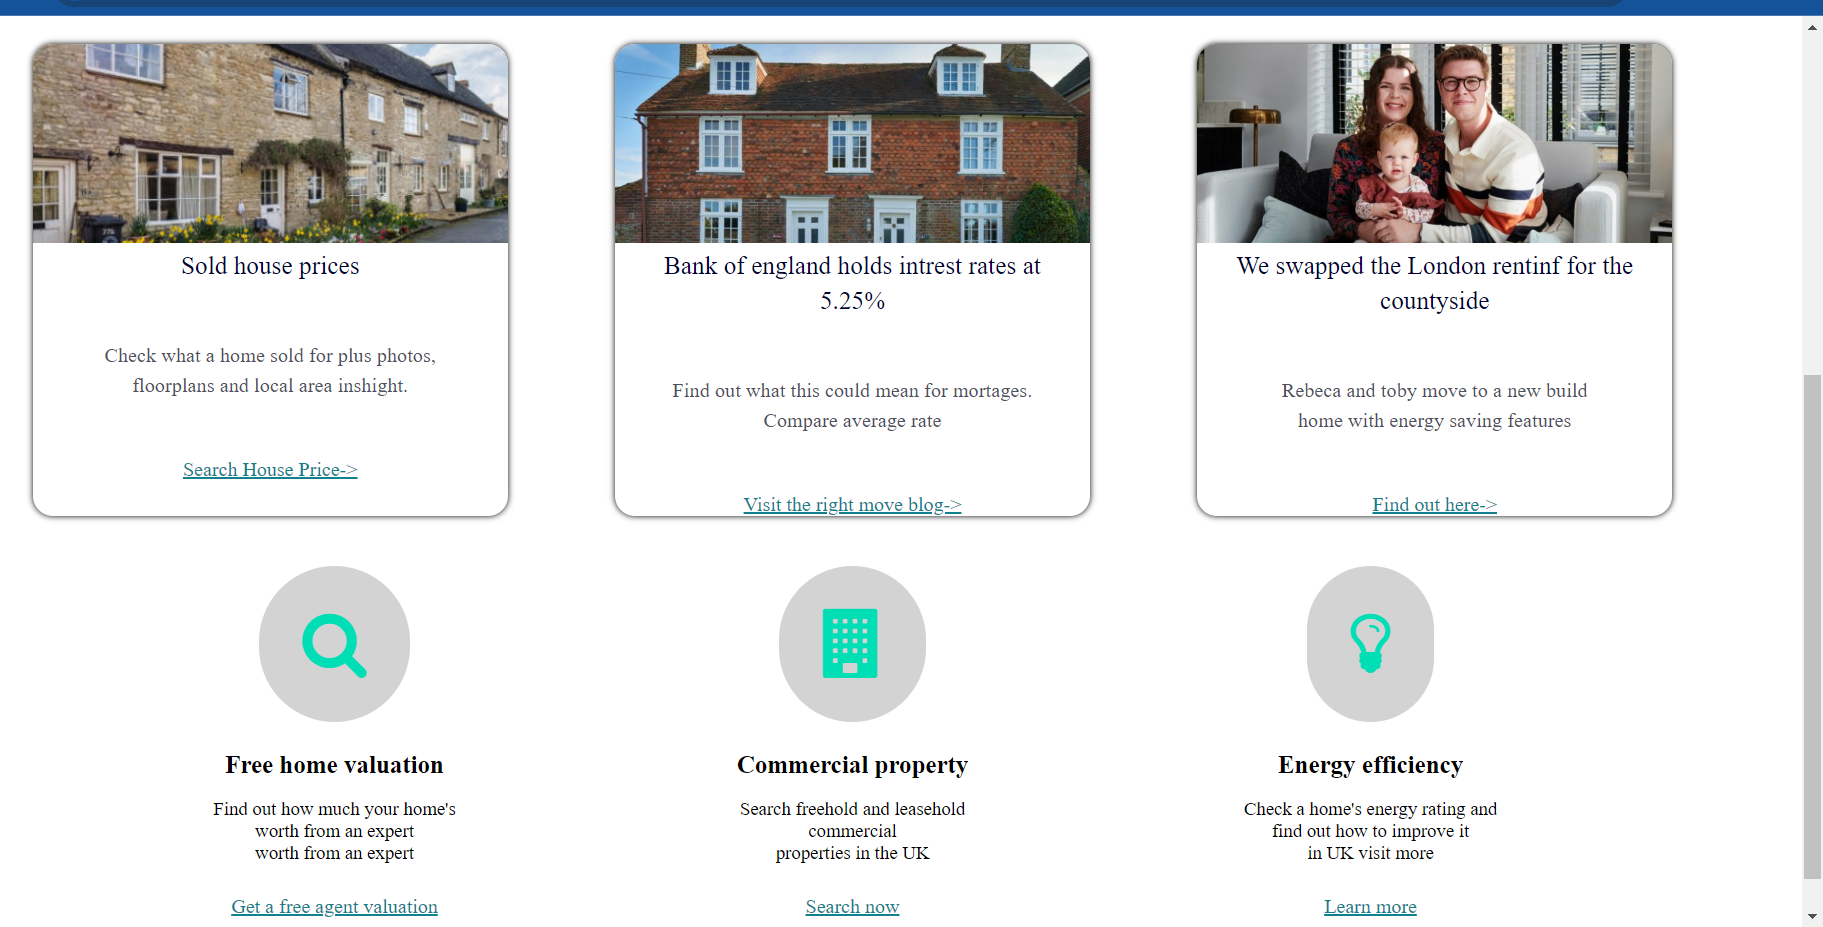 Sold house prices
Check what a home sold for plus photos,
floorplans and local area inshight.
Search House Price->
Bank of england holds intrest rates at
5.25%
Find out what this could mean for mortages.
Compare average rate
Visit the right move blog->
We swapped the London rentinf for the
countyside
Rebeca and toby move to a new build
home with energy saving features
Find out here->
Free home valuation
Find out how much your home's
worth from an expert
worth from an expert
Get a free agent valuation
Commercial property
Search freehold and leasehold
commercial
properties in the UK
Search now
Energy efficiency
Check a home's energy rating and
find out how to improve it
in UK visit more
Learn more